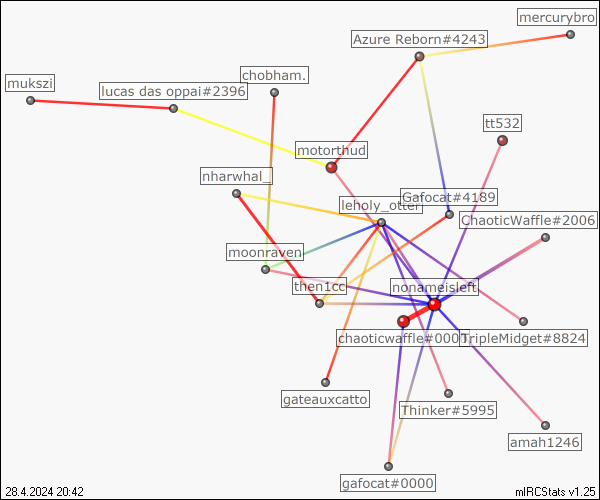 mercurybro
Azure Reborn#4243
chobham.
mukszi
lucas das oppai#2396
tt532
motorthud
nharwhal_
Gafocat#4189
leholy_otter
ChaoticWaffle#2006
moonraven
then1cc
nonameisleft
chaoticwaffle#000
TripleMidget#8824
gateauxcatto
Thinker#5995
amah1246
gafocat#0000
28.4.2024 20:42
mIRCStats v1.25